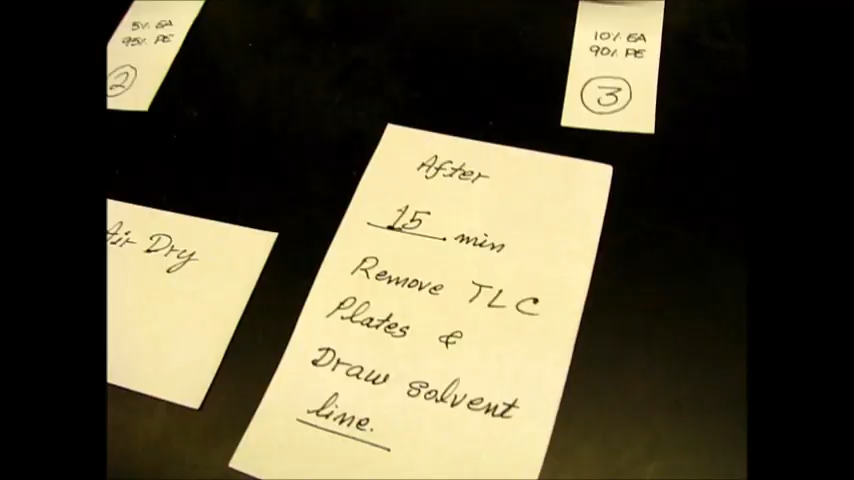 5% EA
95% PE
2
10% EA
90% PE
3
Air Dry
After
15 min
Remove TLC
Plates &
Draw solvent
line.